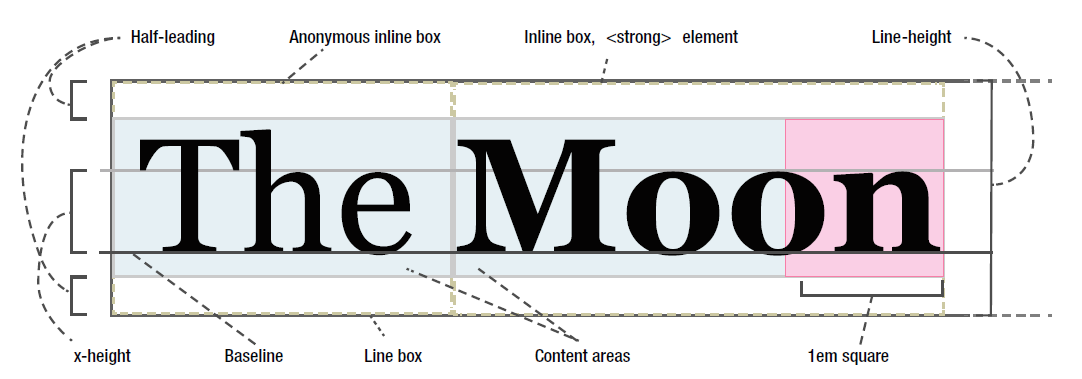 Half-leading Anonymous inline box Inline box, <strong> element Line-height
The Moon
x-height Baseline Line box Content areas 1em square